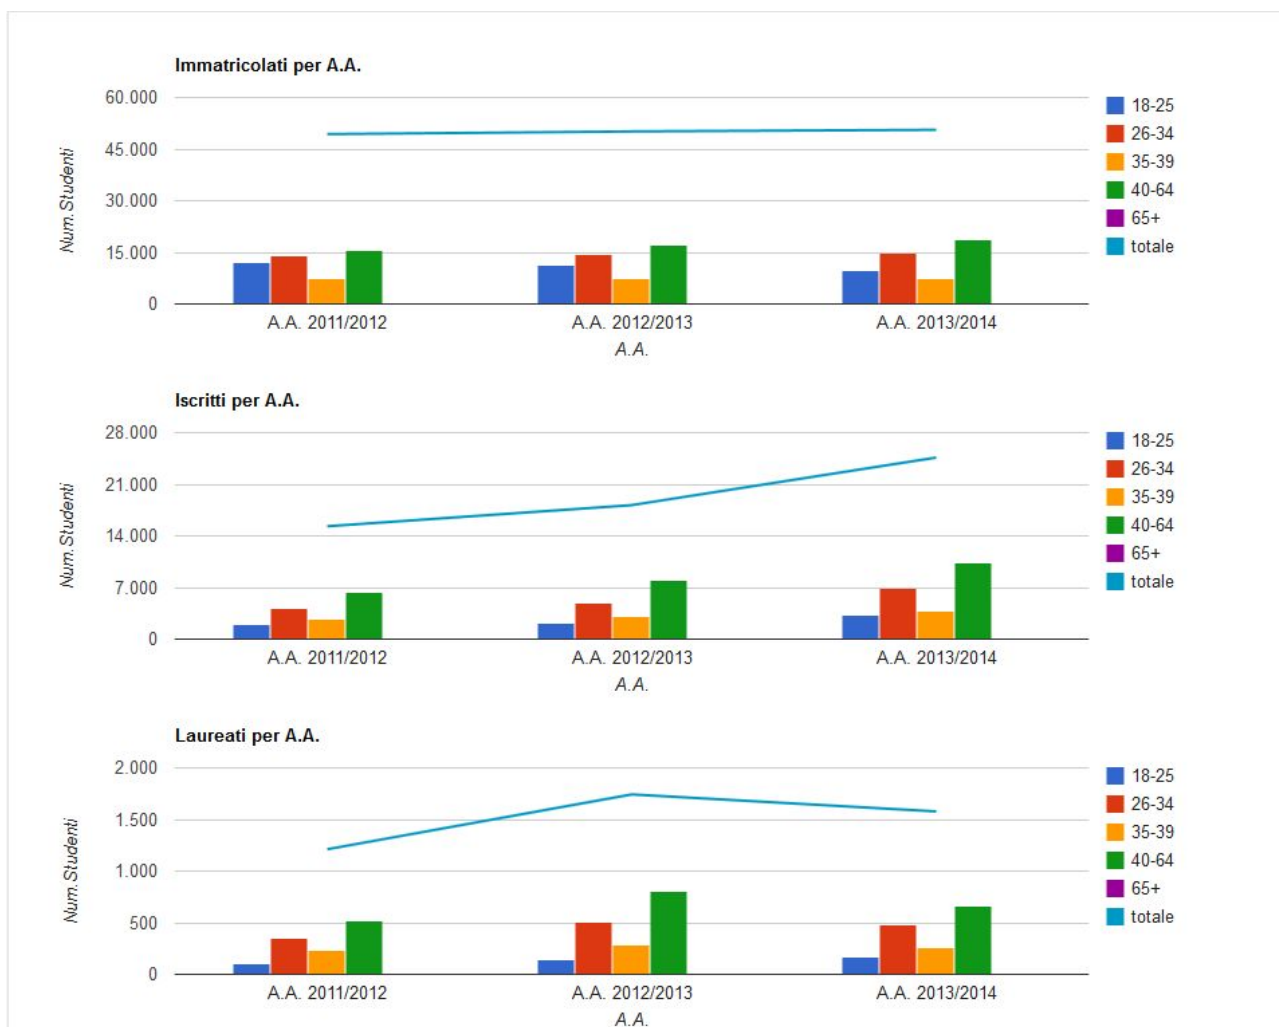 Immatricolati per A.A.
60.000
45.000
30.000
15.000
0
Num.Studenti
A.A. 2011/2012
A.A. 2012/2013
A.A. 2013/2014
A.A.
18-25
26-34
35-39
40-64
65+
totale
Iscritti per A.A.
28.000
21.000
14.000
7.000
0
Num.Studenti
A.A. 2011/2012
A.A. 2012/2013
A.A. 2013/2014
A.A.
18-25
26-34
35-39
40-64
65+
totale
Laureati per A.A.
2.000
1.500
1.000
500
0
Num.Studenti
A.A. 2011/2012
A.A. 2012/2013
A.A. 2013/2014
A.A.
18-25
26-34
35-39
40-64
65+
totale